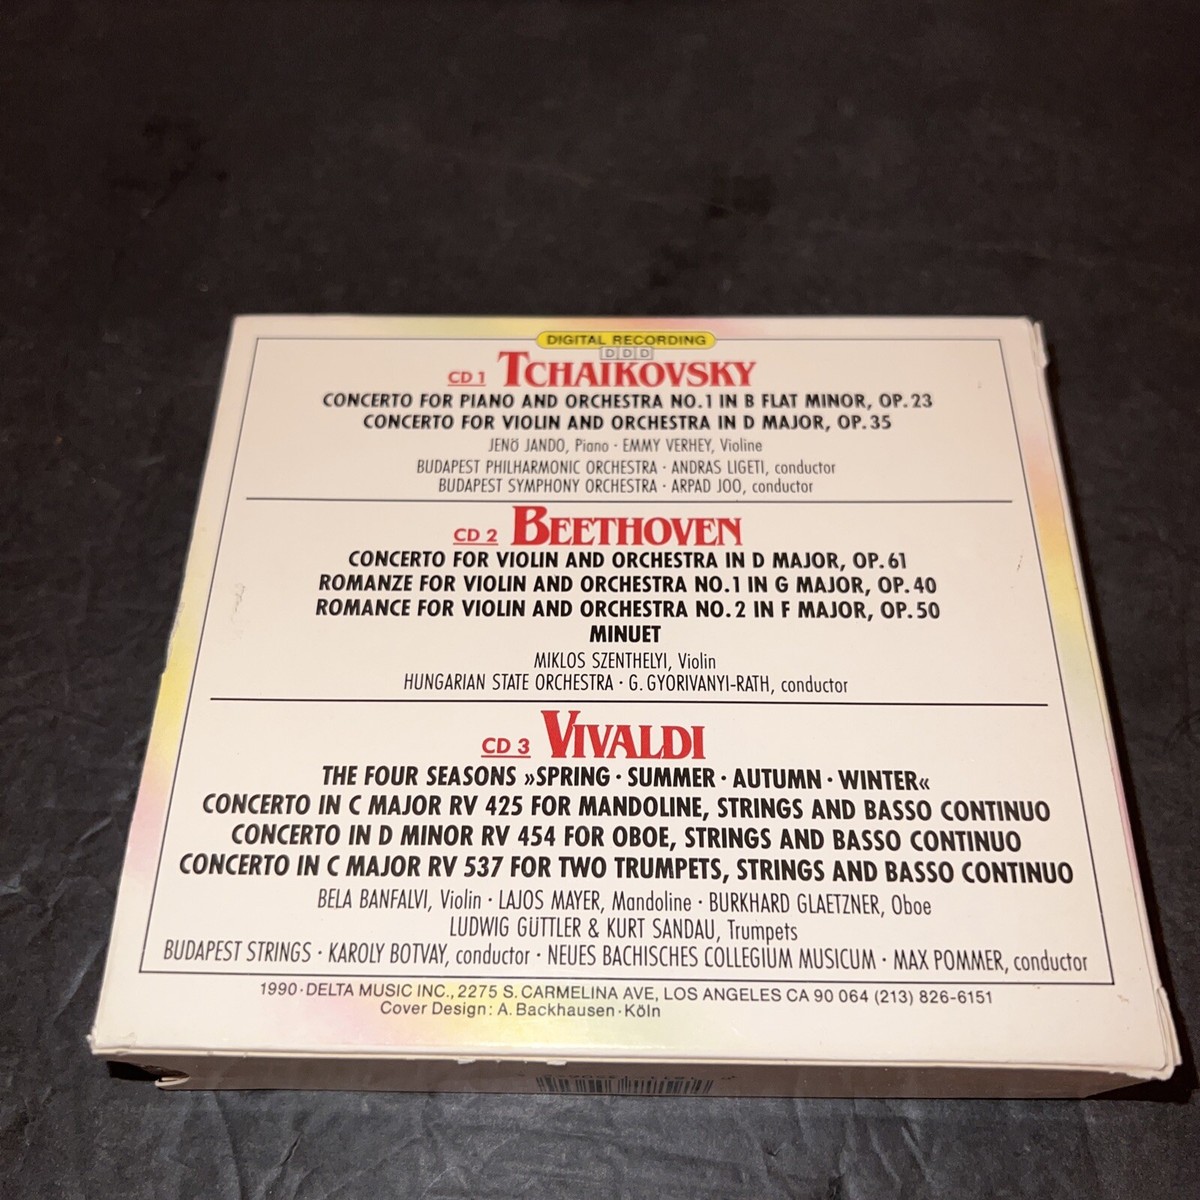 DIGITAL RECORDING
DDD
CD 1 TCHAIKOVSKY
CONCERTO FOR PIANO AND ORCHESTRA NO. 1 IN B FLAT MINOR, OP. 23
CONCERTO FOR VIOLIN AND ORCHESTRA IN D MAJOR, OP. 35
JENÖ JANDO, Piano · EMMY VERHEY, Violine
BUDAPEST PHILHARMONIC ORCHESTRA · ANDRAS LIGETI, conductor
BUDAPEST SYMPHONY ORCHESTRA · ARPAD JOO, conductor
CD 2 BEETHOVEN
CONCERTO FOR VIOLIN AND ORCHESTRA IN D MAJOR, OP. 61
ROMANZE FOR VIOLIN AND ORCHESTRA NO. 1 IN G MAJOR, OP. 40
ROMANCE FOR VIOLIN AND ORCHESTRA NO. 2 IN F MAJOR, OP. 50
MINUET
MIKLOS SZENTHELYI, Violin
HUNGARIAN STATE ORCHESTRA · G. GYORIVANYI-RATH, conductor
CD 3 VIVALDI
THE FOUR SEASONS »SPRING · SUMMER · AUTUMN · WINTER«
CONCERTO IN C MAJOR RV 425 FOR MANDOLINE, STRINGS AND BASSO CONTINUO
CONCERTO IN D MINOR RV 454 FOR OBOE, STRINGS AND BASSO CONTINUO
CONCERTO IN C MAJOR RV 537 FOR TWO TRUMPETS, STRINGS AND BASSO CONTINUO
BELA BANFALVI, Violin · LAJOS MAYER, Mandoline · BURKHARD GLAETZNER, Oboe
LUDWIG GÜTTLER & KURT SANDAU, Trumpets
BUDAPEST STRINGS · KAROLY BOTVAY, conductor · NEUES BACHISCHES COLLEGIUM MUSICUM · MAX POMMER, conductor
1990 · DELTA MUSIC INC., 2275 S. CARMELINA AVE, LOS ANGELES CA 90 064 (213) 826-6151
Cover Design: A. Backhausen · Köln